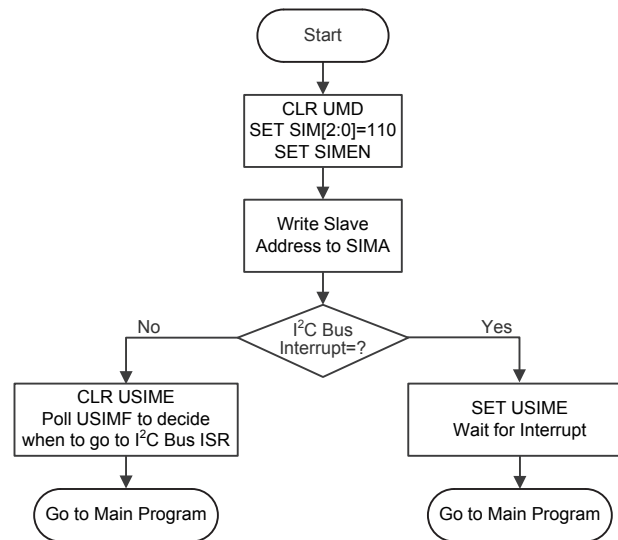 Start
CLR UMD
SET SIM[2:0]=110
SET SIMEN
Write Slave
Address to SIMA
I²C Bus
Interrupt=?
No
Yes
CLR USIME
Poll USIMF to decide
when to go to I²C Bus ISR
SET USIME
Wait for Interrupt
Go to Main Program
Go to Main Program